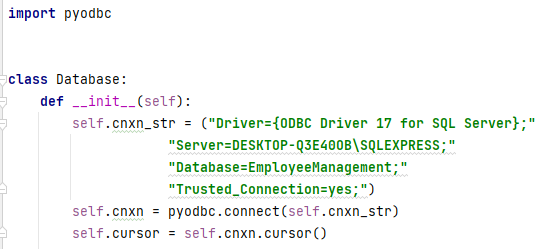 import pyodbc
class Database:
def __init__(self):
self.cnxn_str = ("Driver={ODBC Driver 17 for SQL Server};"
"Server=DESKTOP-Q3E40OB\SQLEXPRESS;"
"Database=EmployeeManagement;"
"Trusted_Connection=yes;")
self.cnxn = pyodbc.connect(self.cnxn_str)
self.cursor = self.cnxn.cursor()